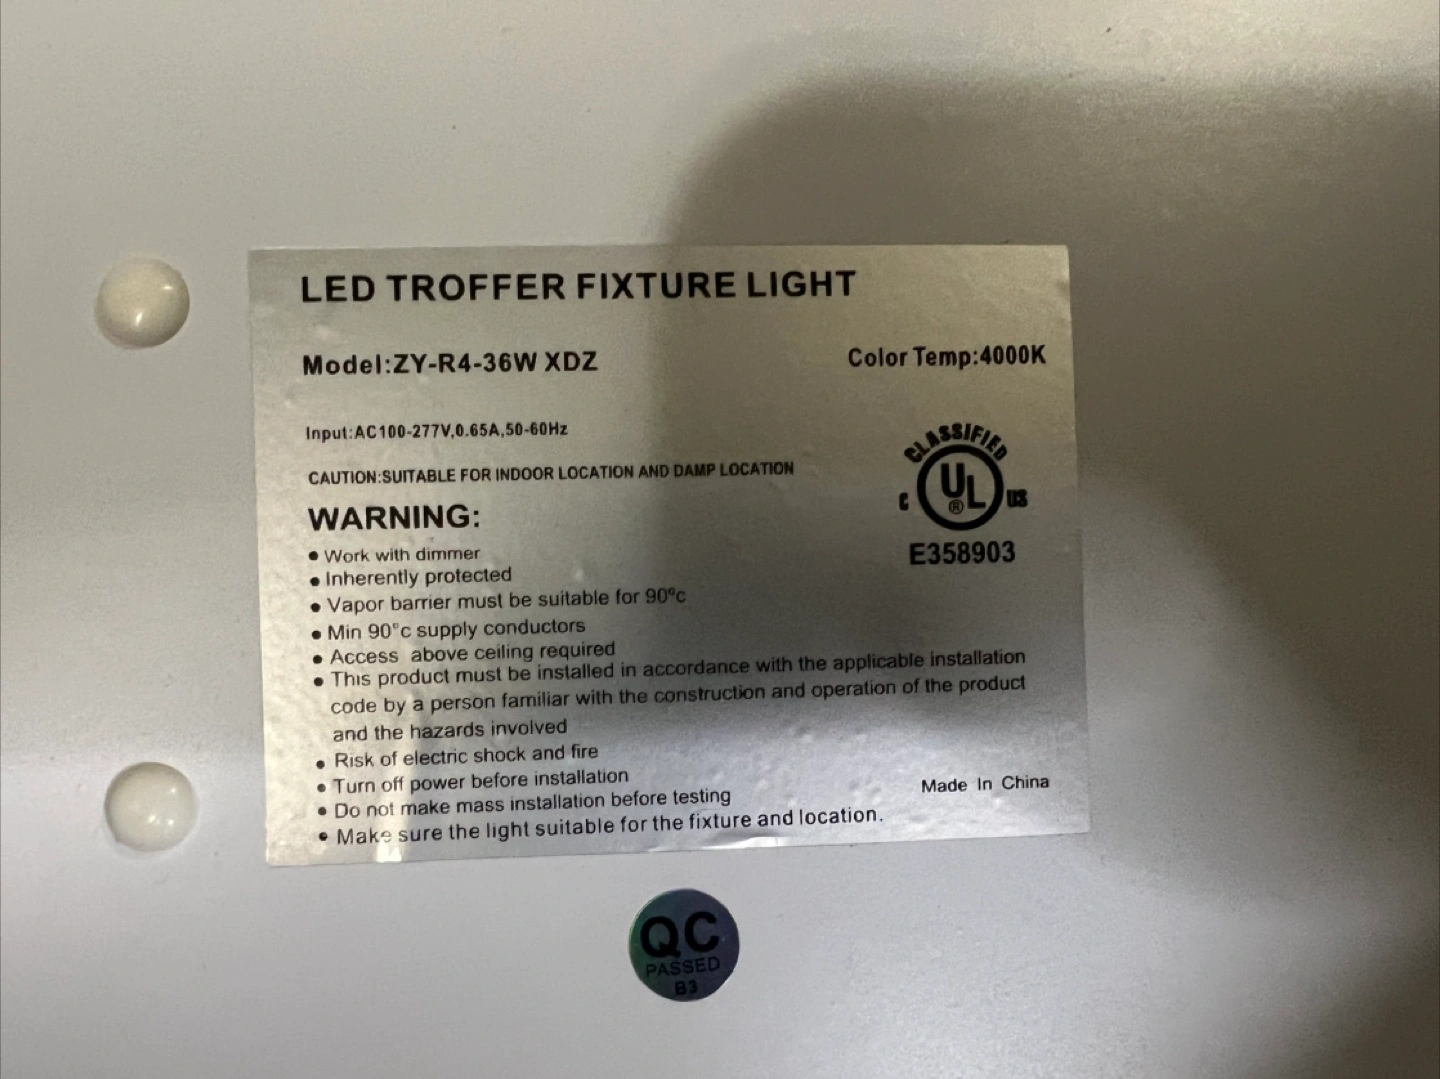 LED TROFFER FIXTURE LIGHT
Model:ZY-R4-36W XDZ
Color Temp:4000K
Input:AC100-277V,0.65A,50-60Hz
CAUTION:SUITABLE FOR INDOOR LOCATION AND DAMP LOCATION
CLASSIFIED
C UL® US
E358903
WARNING:
• Work with dimmer
• Inherently protected
• Vapor barrier must be suitable for 90°c
• Min 90°c supply conductors
• Access above ceiling required
• This product must be installed in accordance with the applicable installation
code by a person familiar with the construction and operation of the product
and the hazards involved
• Risk of electric shock and fire
• Turn off power before installation
• Do not make mass installation before testing
• Make sure the light suitable for the fixture and location.
Made In China
QC
PASSED
B3